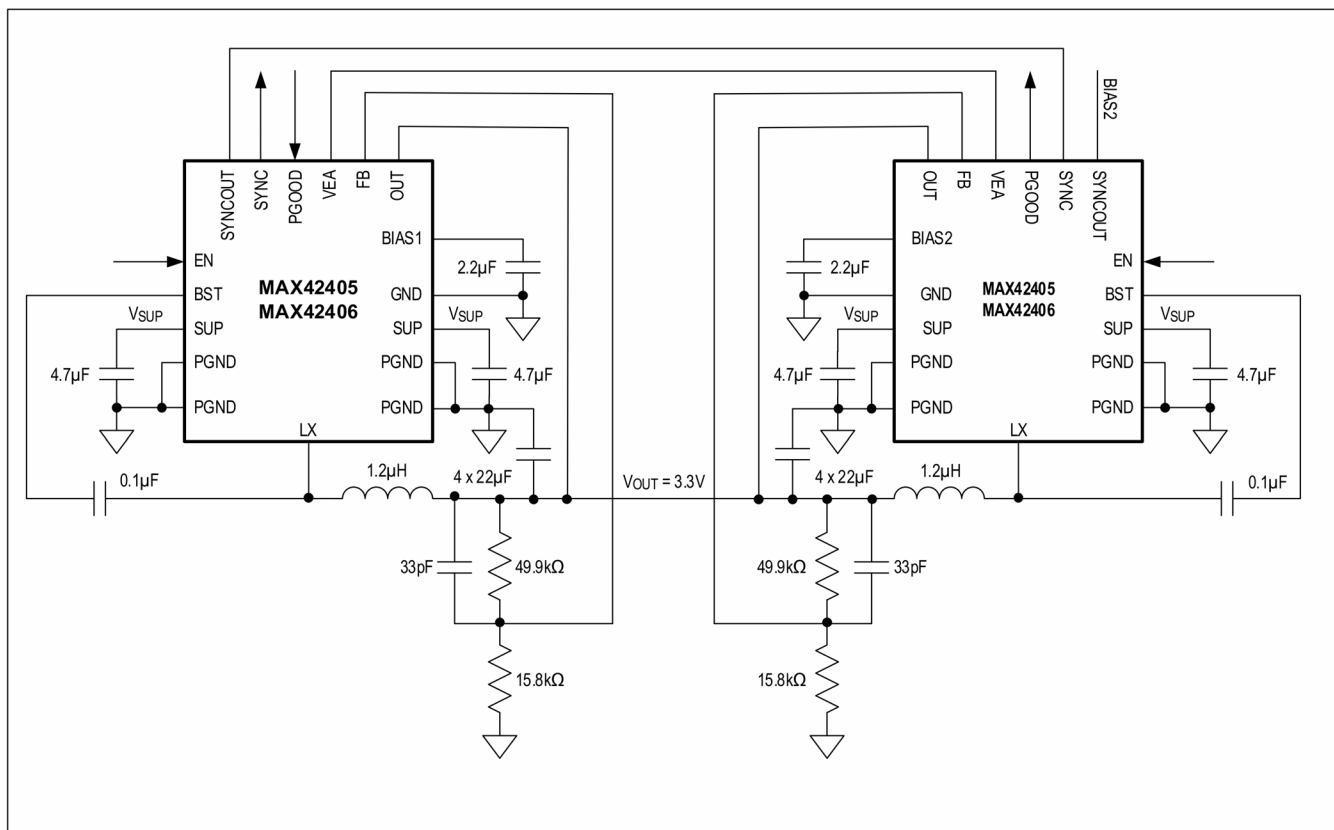 BIAS2
SYNCOUT
SYNC
PGOOD
VEA
FB
OUT
OUT
FB
VEA
PGOOD
SYNC
SYNCOUT
BIAS1
EN
2.2µF
MAX42405
MAX42406
BST
GND
VSUP
VSUP
SUP
SUP
4.7µF
PGND
PGND
4.7µF
PGND
PGND
LX
BIAS2
2.2µF
EN
GND
MAX42405
MAX42406
BST
VSUP
VSUP
SUP
SUP
4.7µF
PGND
PGND
4.7µF
PGND
PGND
LX
0.1µF
1.2µH
4 x 22µF
VOUT = 3.3V
4 x 22µF
1.2µH
0.1µF
33pF
49.9kΩ
49.9kΩ
33pF
15.8kΩ
15.8kΩ